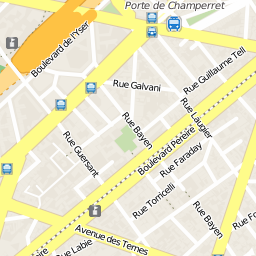 Porte de Champerret
Boulevard de l'Yser
Rue Guillaume Tell
Rue Galvani
Rue Laugier
Rue Bayen
Rue Guersant
Boulevard Pereire
Rue Faraday
Rue Torricelli
Rue Bayen
Avenue des Ternes
Rue Labie